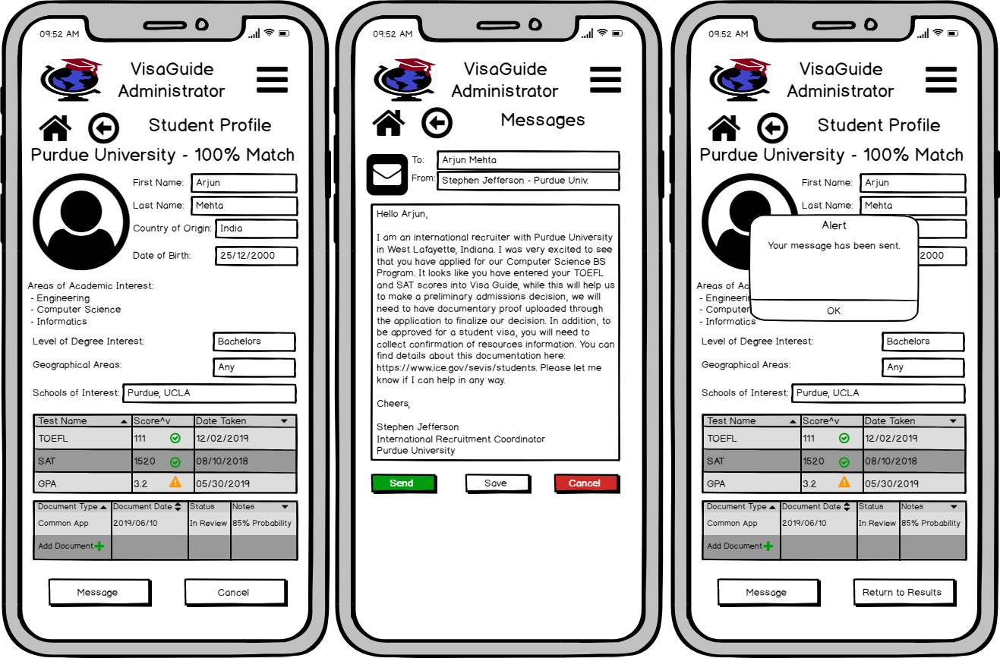 09:52 AM
VisaGuide
Administrator
Student Profile
Purdue University - 100% Match
First Name: Arjun
Last Name: Mehta
Country of Origin: India
Date of Birth: 25/12/2000
Areas of Academic Interest:
- Engineering
- Computer Science
- Informatics
Level of Degree Interest: Bachelors
Geographical Areas: Any
Schools of Interest: Purdue, UCLA
Test Name Score^v Date Taken
TOEFL 111 12/02/2019
SAT 1520 08/10/2018
GPA 3.2 05/30/2019
Document Type Document Date Status Notes
Common App 2019/06/10 In Review 85% Probability
Add Document
Message Cancel
09:52 AM
VisaGuide
Administrator
Messages
To: Arjun Mehta
From: Stephen Jefferson - Purdue Univ.
Hello Arjun,
I am an international recruiter with Purdue University
in West Lafayette, Indiana. I was very excited to see
that you have applied for our Computer Science BS
Program. It looks like you have entered your TOEFL
and SAT scores into Visa Guide, while this will help us
to make a preliminary admissions decision, we will
need to have documentary proof uploaded through
the application to finalize our decision. In addition, to
be approved for a student visa, you will need to
collect confirmation of resources information. You can
find details about this documentation here:
https://www.ice.gov/sevis/students. Please let me
know if I can help in any way.
Cheers,
Stephen Jefferson
International Recruitment Coordinator
Purdue University
Send Save Cancel
09:52 AM
VisaGuide
Administrator
Student Profile
Purdue University - 100% Match
First Name: Arjun
Last Name: Mehta
Alert
Your message has been sent.
2000
Areas of Ac
- Engineerin
- Computer
OK
- Informatics
Level of Degree Interest: Bachelors
Geographical Areas: Any
Schools of Interest: Purdue, UCLA
Test Name Score^v Date Taken
TOEFL 111 12/02/2019
SAT 1520 08/10/2018
GPA 3.2 05/30/2019
Document Type Document Date Status Notes
Common App 2019/06/10 In Review 85% Probability
Add Document
Message Return to Results